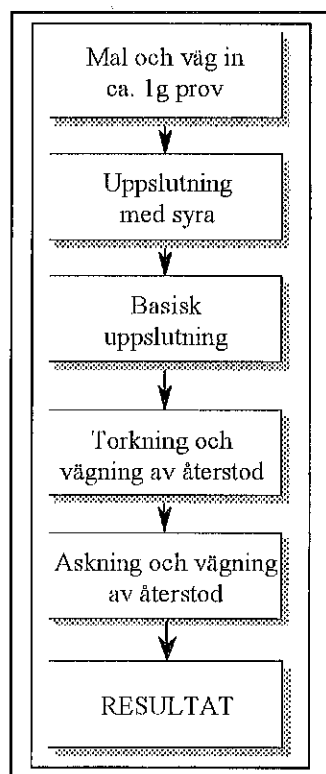 Mal och väg in
ca. 1g prov
Uppslutning
med syra
Basisk
uppslutning
Torkning och
vägning av återstod
Askning och vägning
av återstod
RESULTAT